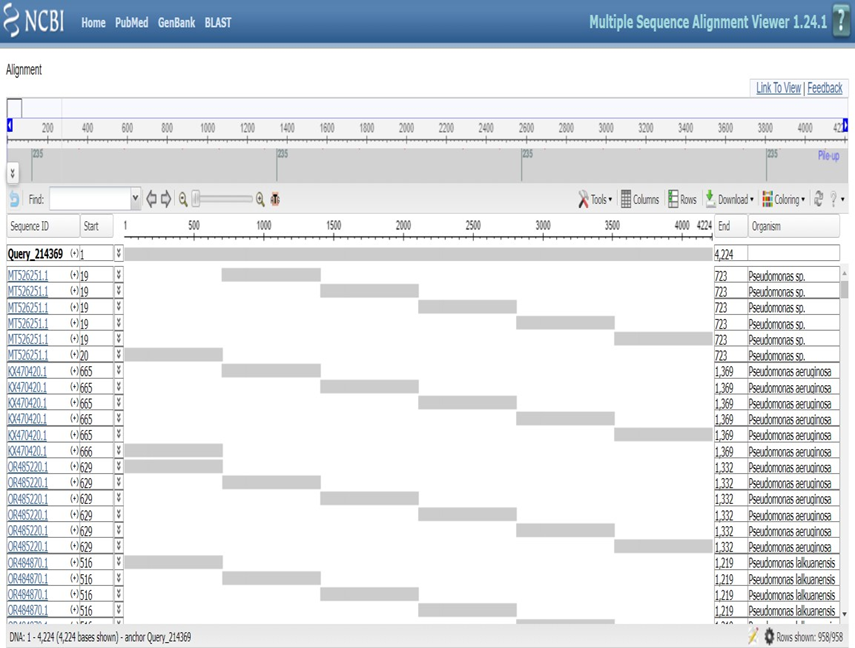 NCBI Home PubMed GenBank BLAST Multiple Sequence Alignment Viewer 1.24.1 ?
Alignment
Link To View | Feedback
200 400 600 800 1000 1200 1400 1600 1800 2000 2200 2400 2600 2800 3000 3200 3400 3600 3800 4000
235 235 235 235 Pile-up
Find: Tools Columns Rows Download Coloring ?
Sequence ID Start 1 500 1000 1500 2000 2500 3000 3500 4000 4224 End Organism
Query_214369 (+) 1 4,224
MT526251.1 (+) 19 723 Pseudomonas sp.
MT526251.1 (+) 19 723 Pseudomonas sp.
MT526251.1 (+) 19 723 Pseudomonas sp.
MT526251.1 (+) 19 723 Pseudomonas sp.
MT526251.1 (+) 19 723 Pseudomonas sp.
MT526251.1 (+) 20 723 Pseudomonas sp.
KX470420.1 (+) 665 1,369 Pseudomonas aeruginosa
KX470420.1 (+) 665 1,369 Pseudomonas aeruginosa
KX470420.1 (+) 665 1,369 Pseudomonas aeruginosa
KX470420.1 (+) 665 1,369 Pseudomonas aeruginosa
KX470420.1 (+) 665 1,369 Pseudomonas aeruginosa
KX470420.1 (+) 666 1,369 Pseudomonas aeruginosa
OR485220.1 (+) 629 1,332 Pseudomonas aeruginosa
OR485220.1 (+) 629 1,332 Pseudomonas aeruginosa
OR485220.1 (+) 629 1,332 Pseudomonas aeruginosa
OR485220.1 (+) 629 1,332 Pseudomonas aeruginosa
OR485220.1 (+) 629 1,332 Pseudomonas aeruginosa
OR485220.1 (+) 629 1,332 Pseudomonas aeruginosa
OR484870.1 (+) 516 1,219 Pseudomonas lalkuanensis
OR484870.1 (+) 516 1,219 Pseudomonas lalkuanensis
OR484870.1 (+) 516 1,219 Pseudomonas lalkuanensis
OR484870.1 (+) 516 1,219 Pseudomonas lalkuanensis
DNA: 1 - 4,224 (4,224 bases shown) - anchor Query_214369 Rows shown: 958/958